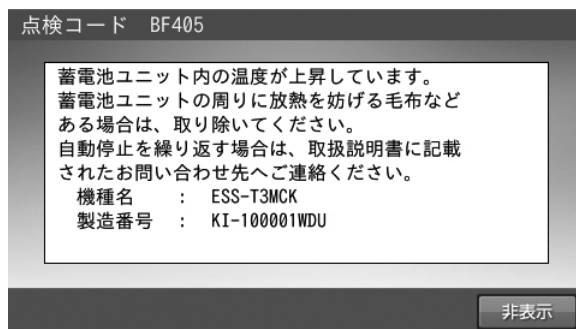 点検コード BF405
蓄電池ユニット内の温度が上昇しています。
蓄電池ユニットの周りに放熱を妨げる毛布など
ある場合は、取り除いてください。
自動停止を繰り返す場合は、取扱説明書に記載
されたお問い合わせ先へご連絡ください。
機種名 : ESS-T3MCK
製造番号 : KI-100001WDU
非表示